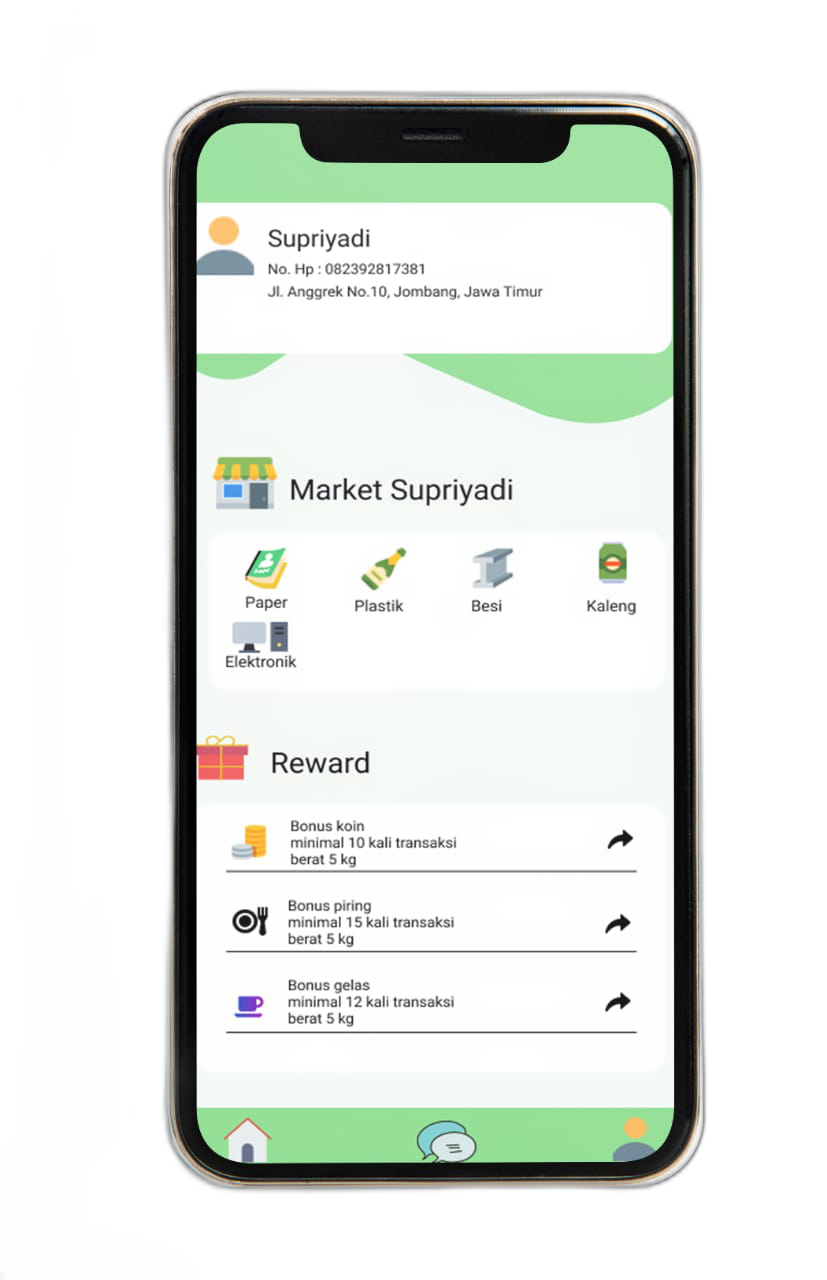 Supriyadi
No. Hp : 082392817381
Jl. Anggrek No.10, Jombang, Jawa Timur
Market Supriyadi
Paper
Plastik
Besi
Kaleng
Elektronik
Reward
Bonus koin
minimal 10 kali transaksi
berat 5 kg
Bonus piring
minimal 15 kali transaksi
berat 5 kg
Bonus gelas
minimal 12 kali transaksi
berat 5 kg